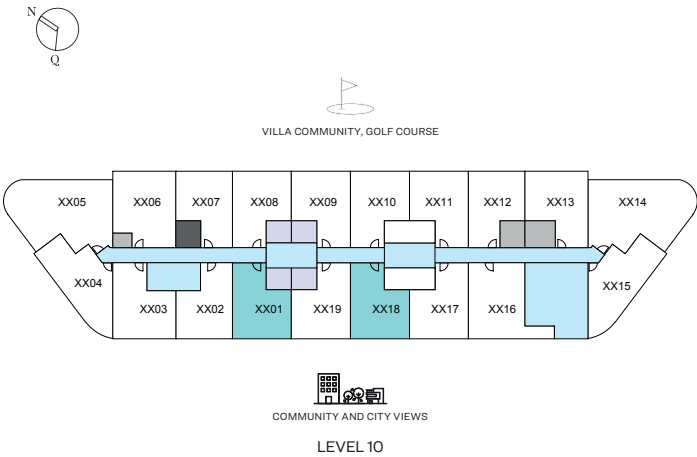 N
Q
VILLA COMMUNITY, GOLF COURSE
XX05 XX06 XX07 XX08 XX09 XX10 XX11 XX12 XX13 XX14
XX04 XX15
XX03 XX02 XX01 XX19 XX18 XX17 XX16
COMMUNITY AND CITY VIEWS
LEVEL 10